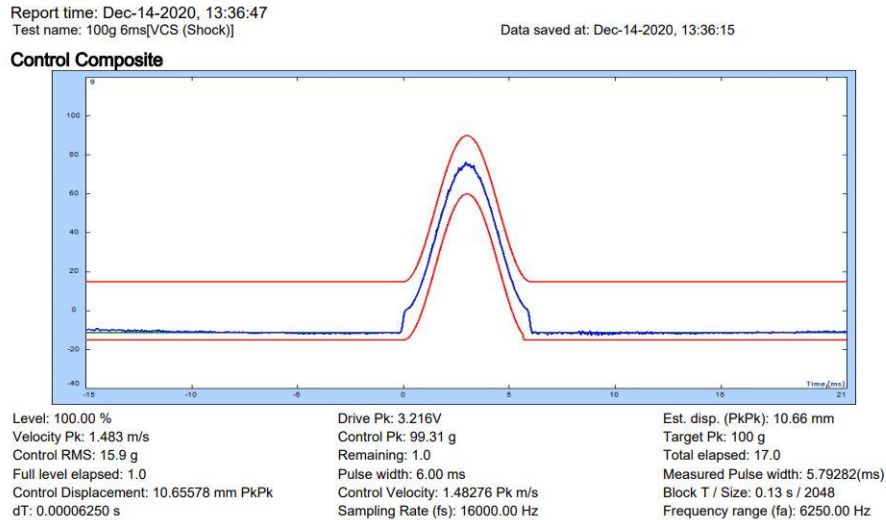 Report time: Dec-14-2020, 13:36:47
Test name: 100g 6ms[VCS (Shock)] Data saved at: Dec-14-2020, 13:36:15
Control Composite
g
100
80
60
40
20
0
-20
-40
Time (ms)
-15 -10 -5 0 5 10 15 21
Level: 100.00 % Drive Pk: 3.216V Est. disp. (PkPk): 10.66 mm
Velocity Pk: 1.483 m/s Control Pk: 99.31 g Target Pk: 100 g
Control RMS: 15.9 g Remaining: 1.0 Total elapsed: 17.0
Full level elapsed: 1.0 Pulse width: 6.00 ms Measured Pulse width: 5.79282(ms)
Control Displacement: 10.65578 mm PkPk Control Velocity: 1.48276 Pk m/s Block T / Size: 0.13 s / 2048
dT: 0.00006250 s Sampling Rate (fs): 16000.00 Hz Frequency range (fa): 6250.00 Hz